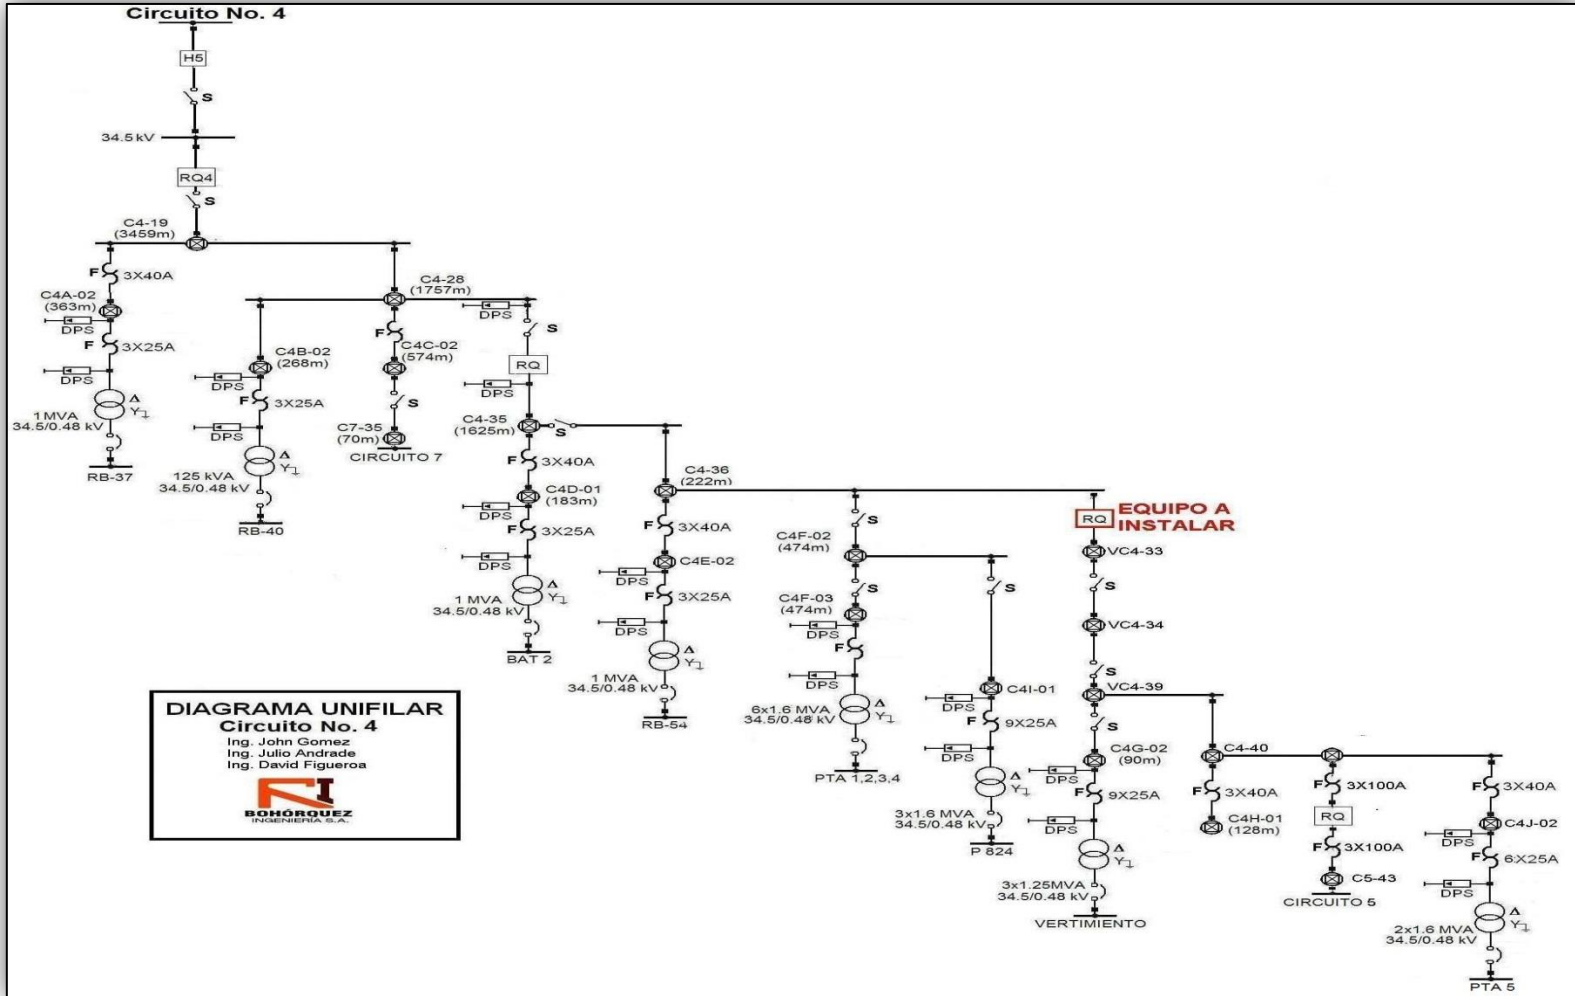 Circuito No. 4
H5
S
34.5 kV
RQ4
S
C4-19
(3459m)
F
3X40A
C4A-02
(363m)
DPS
F
3X25A
DPS
Δ
Y
1 MVA
34.5/0.48 kV
RB-37
C4-28
(1757m)
C4B-02
(268m)
DPS
F
3X25A
DPS
Δ
Y
125 kVA
34.5/0.48 kV
RB-40
F
C4C-02
(574m)
S
C7-35
(70m)
CIRCUITO 7
DPS
S
RQ
DPS
C4-35
(1625m)
S
F
3X40A
C4D-01
(183m)
DPS
F
3X25A
DPS
Δ
Y
1 MVA
34.5/0.48 kV
BAT 2
C4-36
(222m)
F
3X40A
C4E-02
DPS
F
3X25A
DPS
Δ
Y
1 MVA
34.5/0.48 kV
RB-54
S
C4F-02
(474m)
S
C4F-03
(474m)
DPS
F
DPS
Δ
Y
6x1.6 MVA
34.5/0.48 kV
PTA 1,2,3,4
S
C4I-01
DPS
F
9X25A
DPS
Δ
Y
3x1.6 MVA
34.5/0.48 kV
P 824
RQ
EQUIPO A
INSTALAR
VC4-33
S
VC4-34
S
VC4-39
S
C4G-02
(90m)
DPS
F
9X25A
DPS
Δ
Y
3x1.25MVA
34.5/0.48 kV
VERTIMIENTO
C4-40
F
3X40A
C4H-01
(128m)
F
3X100A
RQ
F
3X100A
C5-43
CIRCUITO 5
F
3X40A
C4J-02
DPS
F
6X25A
DPS
Δ
Y
2x1.6 MVA
34.5/0.48 kV
PTA 5
DIAGRAMA UNIFILAR
Circuito No. 4
Ing. John Gomez
Ing. Julio Andrade
Ing. David Figueroa
BOHÓRQUEZ
INGENIERÍA S.A.